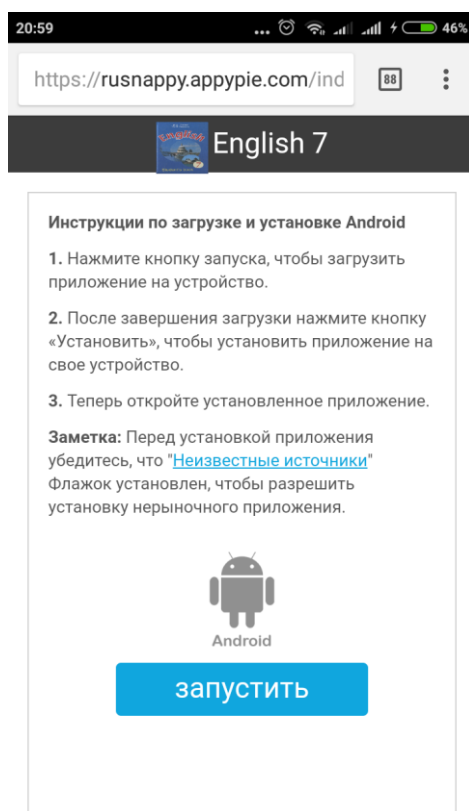 20:59
... 46%
https://rusnappy.appypie.com/ind
88
English 7
Инструкции по загрузке и установке Android
1. Нажмите кнопку запуска, чтобы загрузить
приложение на устройство.
2. После завершения загрузки нажмите кнопку
«Установить», чтобы установить приложение на
свое устройство.
3. Теперь откройте установленное приложение.
Заметка: Перед установкой приложения
убедитесь, что "Неизвестные источники"
Флажок установлен, чтобы разрешить
установку нерыночного приложения.
Android
запустить